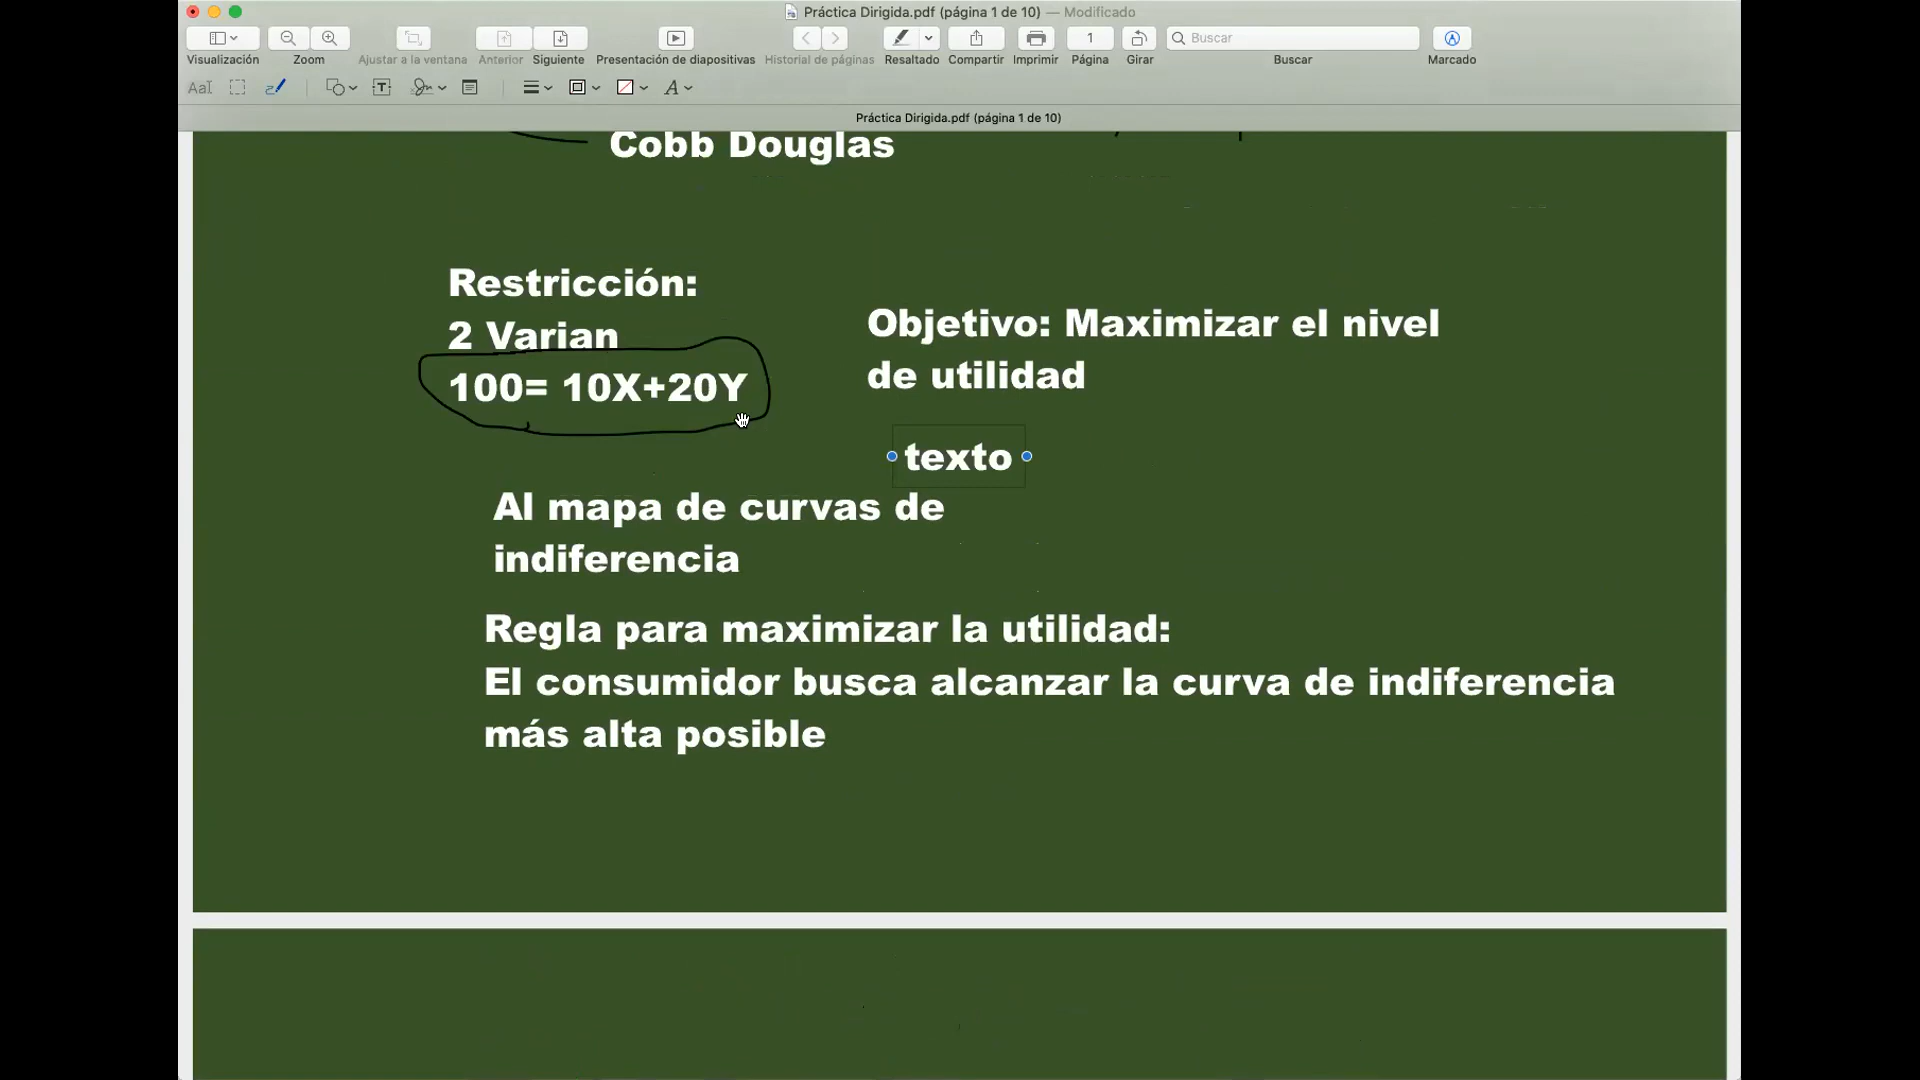 Práctica Dirigida.pdf (página 1 de 10) — Modificado
Visualización
Zoom
Ajustar a la ventana
Anterior
Siguiente
Presentación de diapositivas
Historial de páginas
Resaltado
Compartir
Imprimir
1
Página
Girar
Buscar
Buscar
Marcado
AaI
T
A
Práctica Dirigida.pdf (página 1 de 10)
Cobb Douglas
Restricción:
2 Varian
100= 10X+20Y
Objetivo: Maximizar el nivel
de utilidad
texto
Al mapa de curvas de
indiferencia
Regla para maximizar la utilidad:
El consumidor busca alcanzar la curva de indiferencia
más alta posible